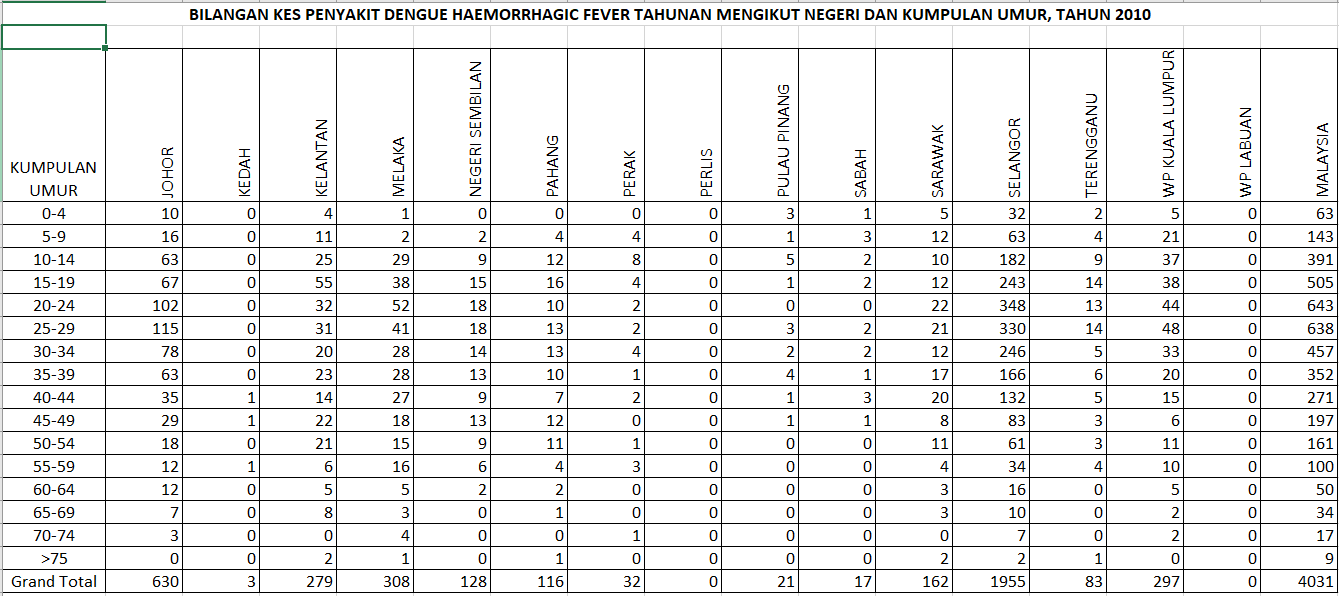 BILANGAN KES PENYAKIT DENGUE HAEMORRHAGIC FEVER TAHUNAN MENGIKUT NEGERI DAN KUMPULAN UMUR, TAHUN 2010
KUMPULAN UMUR JOHOR KEDAH KELANTAN MELAKA NEGERI SEMBILAN PAHANG PERAK PERLIS PULAU PINANG SABAH SARAWAK SELANGOR TERENGGANU WP KUALA LUMPUR WP LABUAN MALAYSIA
0-4 10 0 4 1 0 0 0 0 3 1 5 32 2 5 0 63
5-9 16 0 11 2 2 4 4 0 1 3 12 63 4 21 0 143
10-14 63 0 25 29 9 12 8 0 5 2 10 182 9 37 0 391
15-19 67 0 55 38 15 16 4 0 1 2 12 243 14 38 0 505
20-24 102 0 32 52 18 10 2 0 0 0 22 348 13 44 0 643
25-29 115 0 31 41 18 13 2 0 3 2 21 330 14 48 0 638
30-34 78 0 20 28 14 13 4 0 2 2 12 246 5 33 0 457
35-39 63 0 23 28 13 10 1 0 4 1 17 166 6 20 0 352
40-44 35 1 14 27 9 7 2 0 1 3 20 132 5 15 0 271
45-49 29 1 22 18 13 12 0 0 1 1 8 83 3 6 0 197
50-54 18 0 21 15 9 11 1 0 0 0 11 61 3 11 0 161
55-59 12 1 6 16 6 4 3 0 0 0 4 34 4 10 0 100
60-64 12 0 5 5 2 2 0 0 0 0 3 16 0 5 0 50
65-69 7 0 8 3 0 1 0 0 0 0 3 10 0 2 0 34
70-74 3 0 0 4 0 0 1 0 0 0 0 7 0 2 0 17
>75 0 0 2 1 0 1 0 0 0 0 2 2 1 0 0 9
Grand Total 630 3 279 308 128 116 32 0 21 17 162 1955 83 297 0 4031